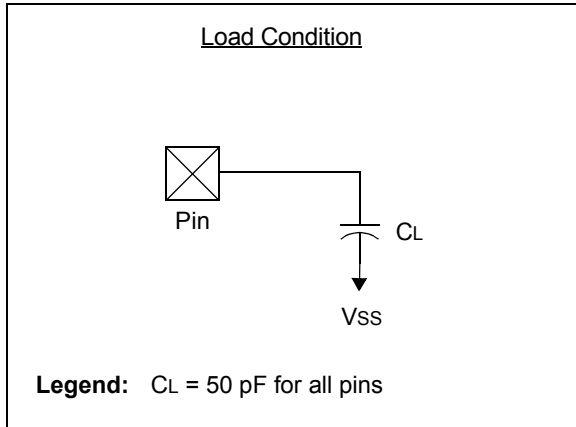 Load Condition
Pin
CL
VSS
Legend: CL = 50 pF for all pins